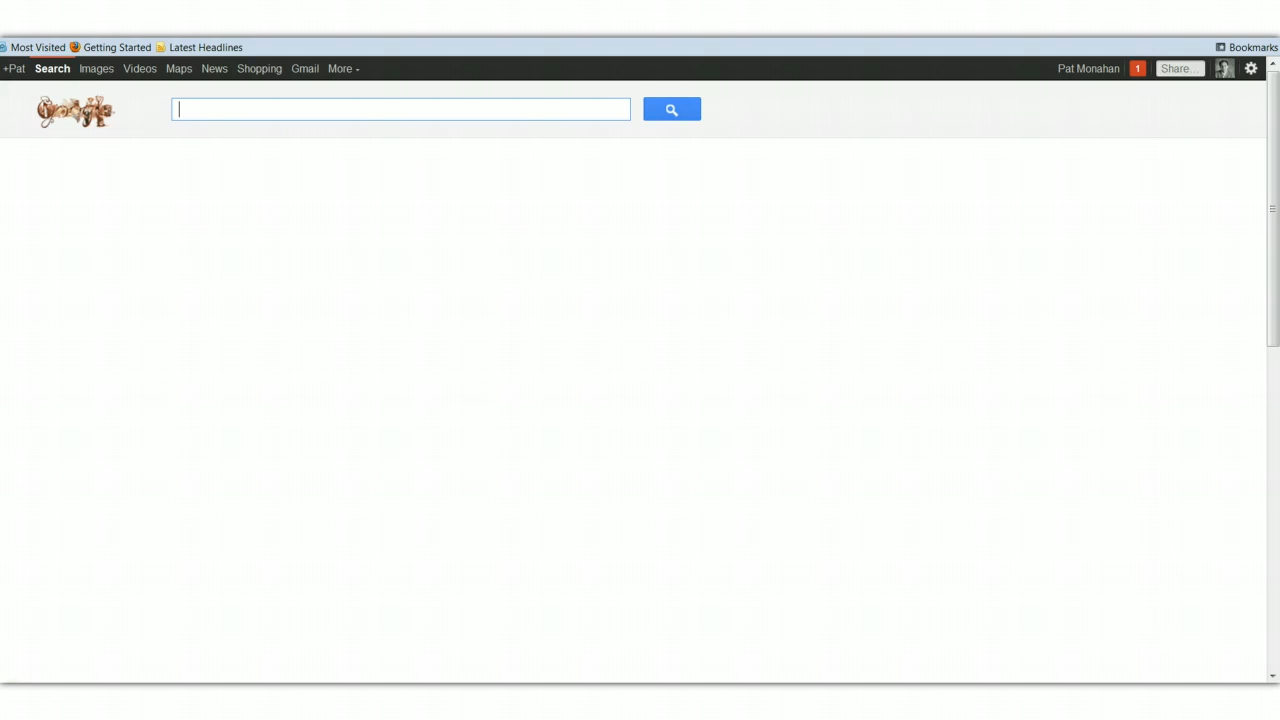 Most Visited Getting Started Latest Headlines Bookmarks
+Pat Search Images Videos Maps News Shopping Gmail More Pat Monahan 1 Share...
Google